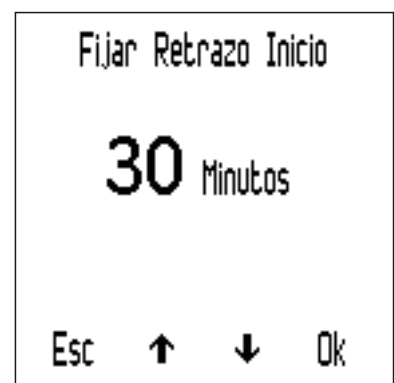 Fijar Retrazo Inicio
30 Minutos
Esc ↑ ↓ Ok